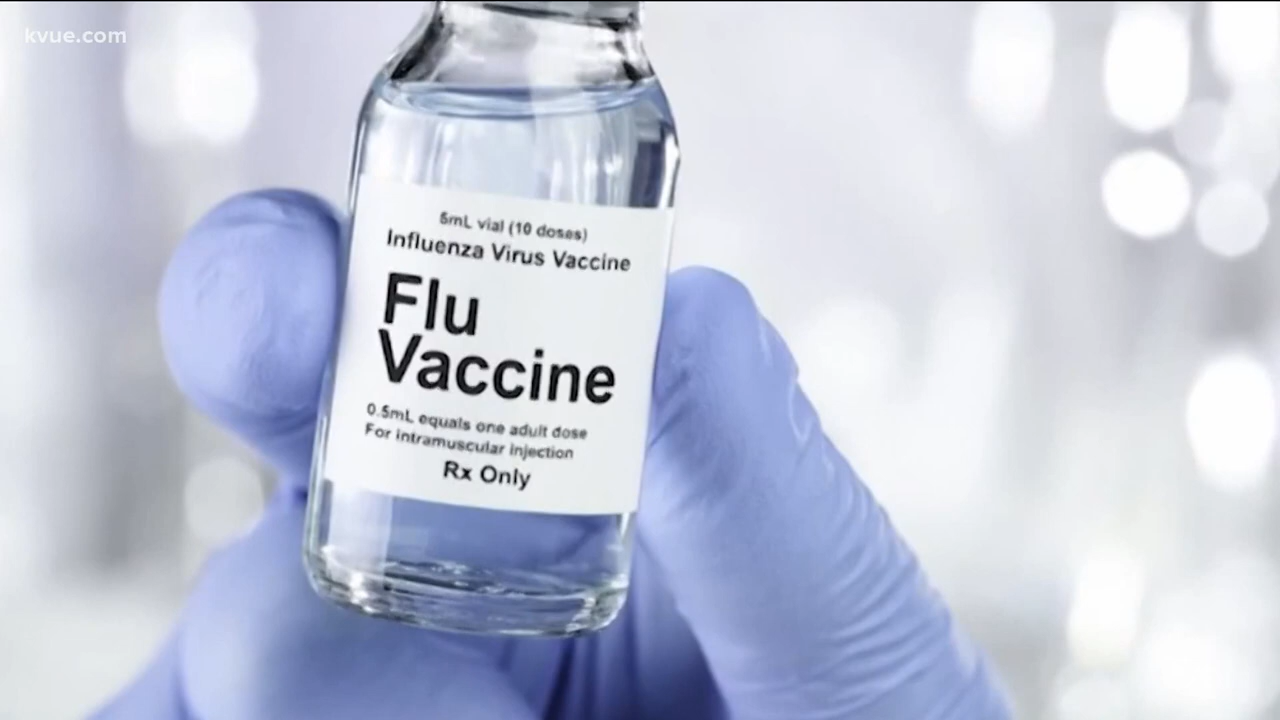 kvue.com
5mL vial (10 doses)
Influenza Virus Vaccine
Flu
Vaccine
0.5mL equals one adult dose
For intramuscular injection
Rx Only